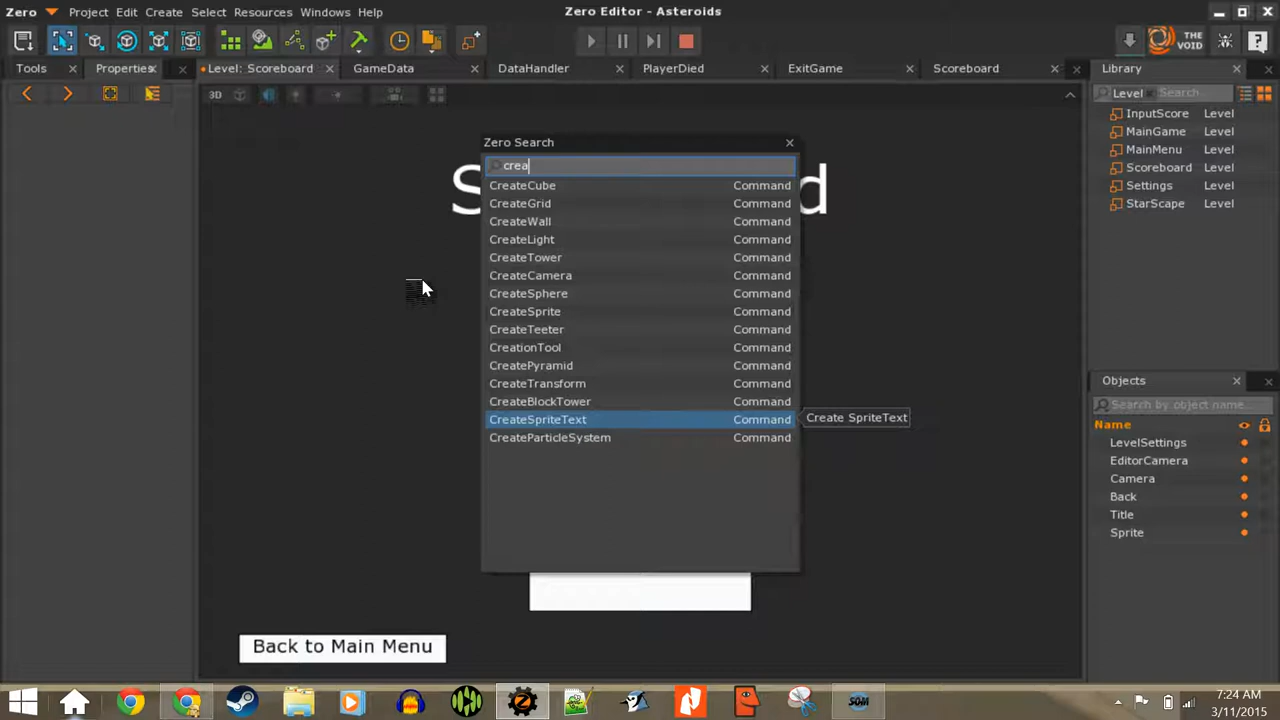 Zero Project Edit Create Select Resources Windows Help Zero Editor - Asteroids
THE VOID
Tools Properties Level: Scoreboard GameData DataHandler PlayerDied ExitGame Scoreboard Library
3D
Level Search...
InputScore Level
MainGame Level
MainMenu Level
Scoreboard Level
Settings Level
StarScape Level
Zero Search
crea
CreateCube Command
CreateGrid Command
CreateWall Command
CreateLight Command
CreateTower Command
CreateCamera Command
CreateSphere Command
CreateSprite Command
CreateTeeter Command
CreationTool Command
CreatePyramid Command
CreateTransform Command
CreateBlockTower Command
CreateSpriteText Command
CreateParticleSystem Command
Create SpriteText
S d
Objects
Search by object name...
Name
LevelSettings
EditorCamera
Camera
Back
Title
Sprite
Back to Main Menu
SOM
7:24 AM
3/11/2015